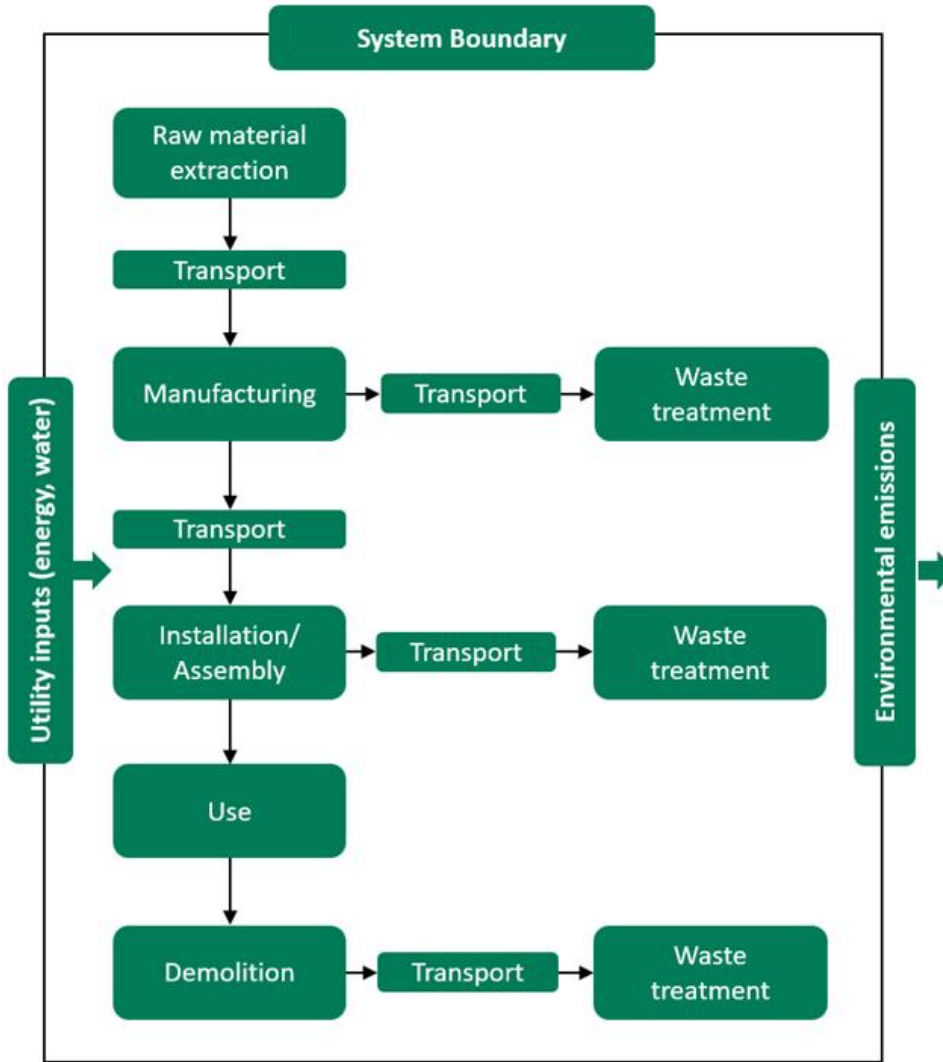 System Boundary
Raw material
extraction
Transport
Manufacturing
Transport
Waste
treatment
Transport
Installation/
Assembly
Transport
Waste
treatment
Use
Demolition
Transport
Waste
treatment
Utility inputs (energy, water)
Environmental emissions